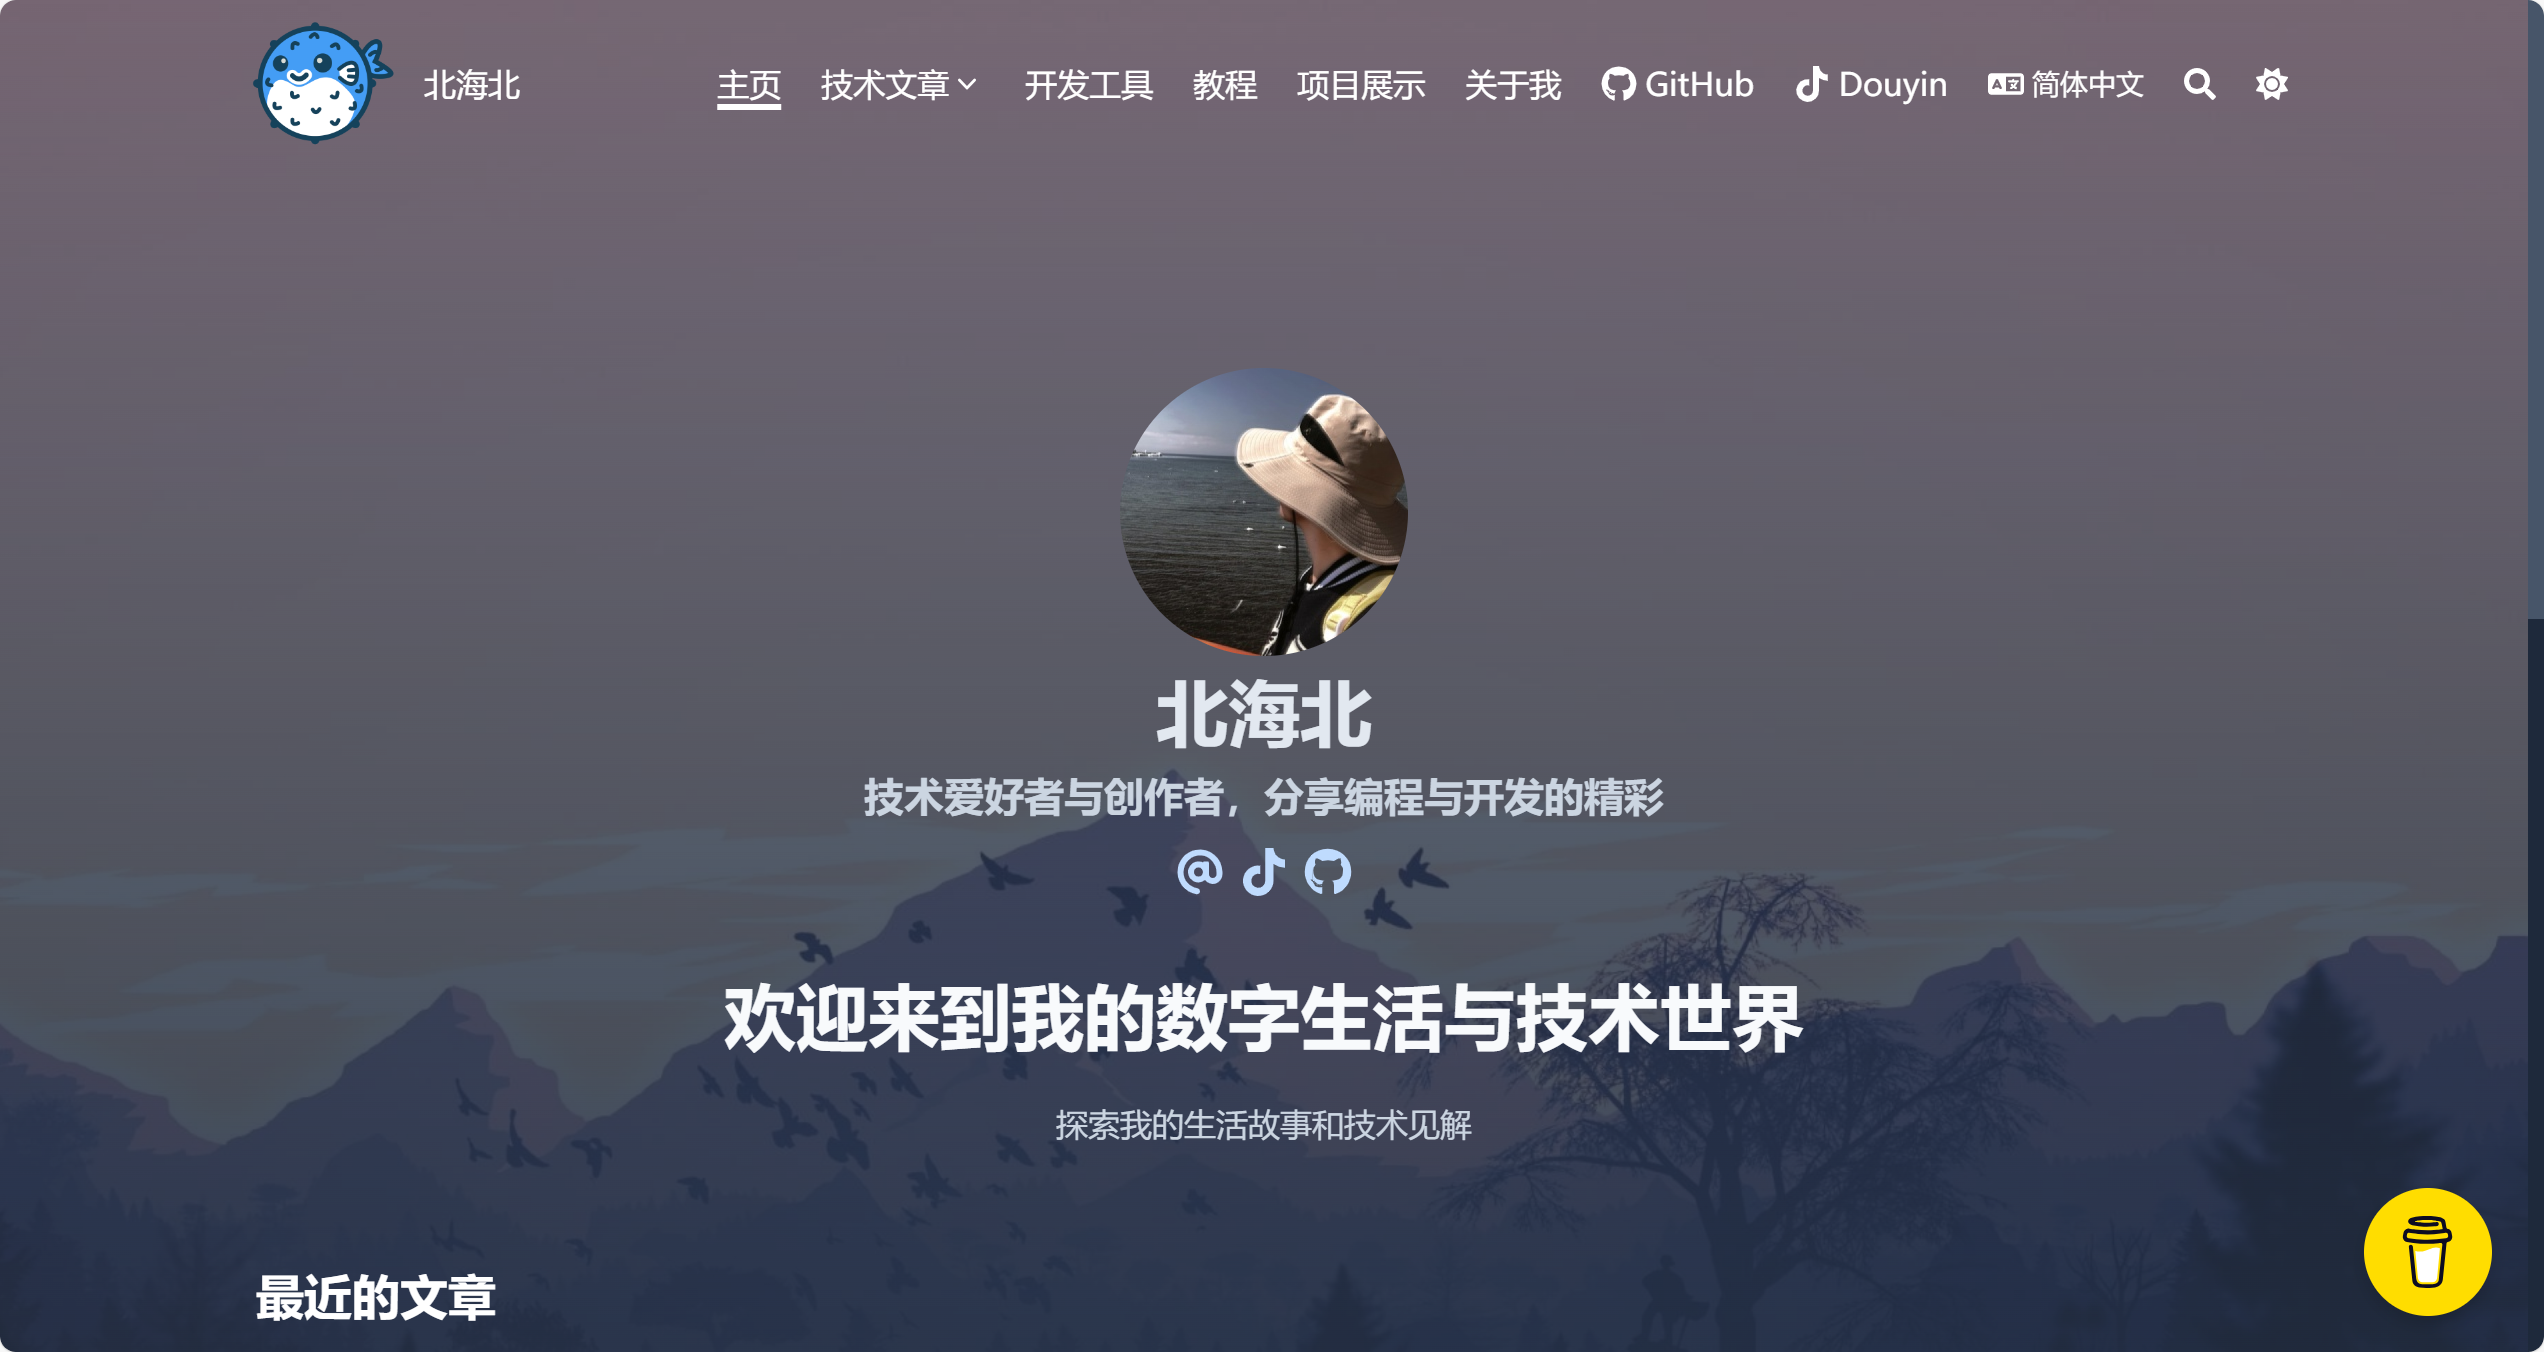 北海北 主页 技术文章 开发工具 教程 项目展示 关于我 GitHub Douyin 简体中文
北海北
技术爱好者与创作者，分享编程与开发的精彩
欢迎来到我的数字生活与技术世界
探索我的生活故事和技术见解
最近的文章